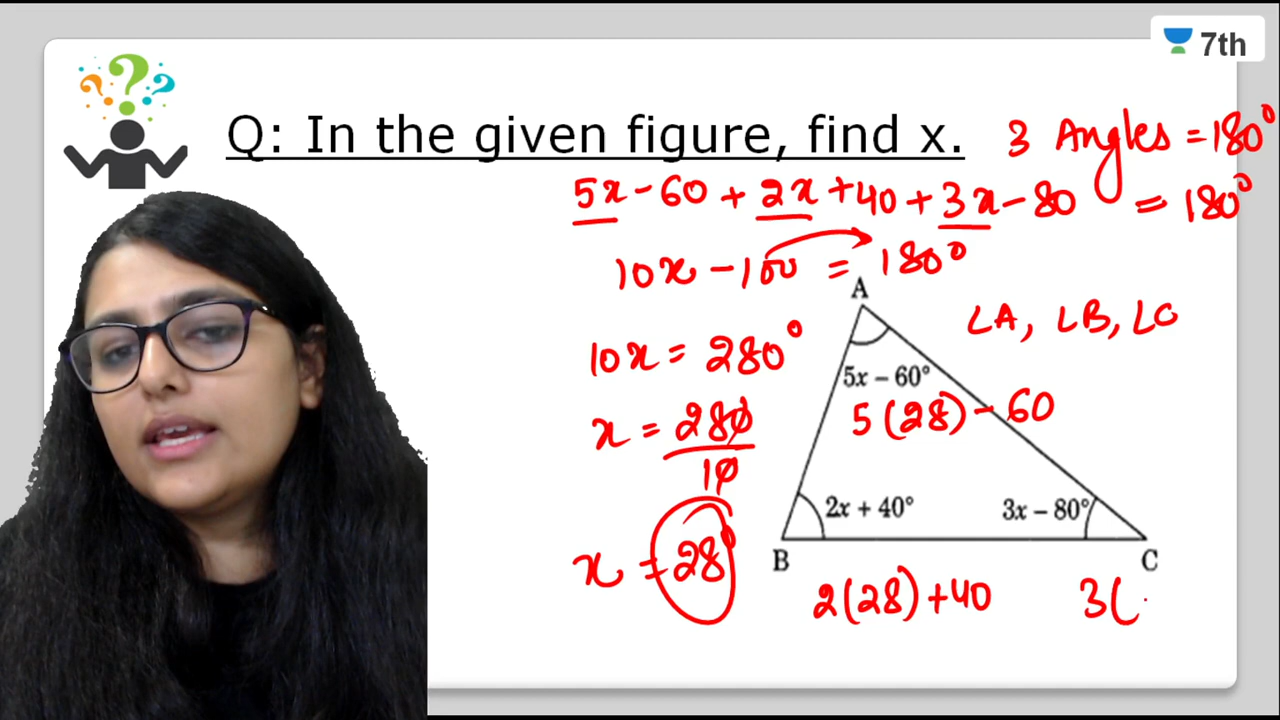 7th
Q: In the given figure, find x.
3 Angles = 180°
5x - 60 + 2x + 40 + 3x - 80 = 180°
10x - 100 = 180°
A
∠A, ∠B, ∠C
10x = 280°
5x – 60°
5(28) - 60
x = 280
10
2x + 40°
3x – 80°
x = 28°
B
C
2(28) + 40
3(